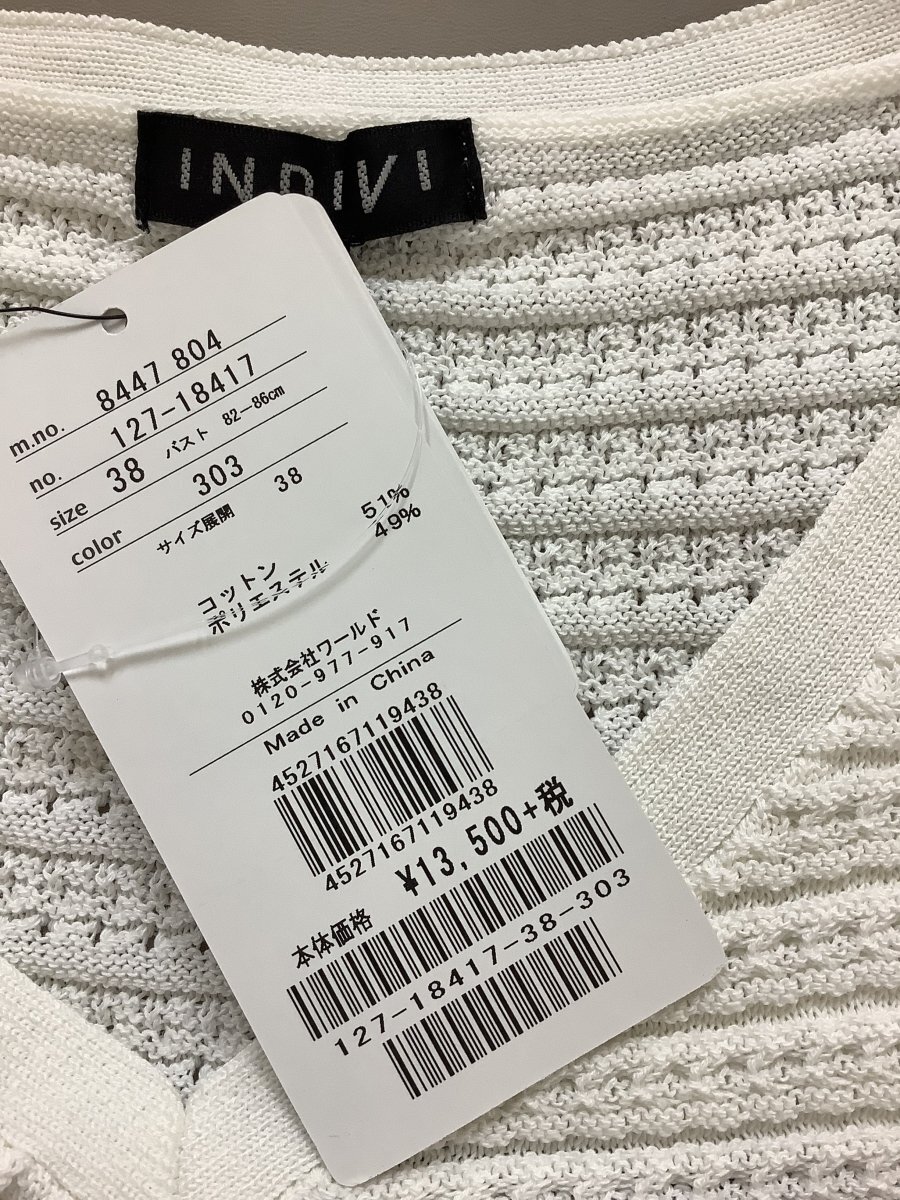 INDIVI
m.no. 8447 804
no. 127-18417
size 38 バスト 82-86cm
color 303
サイズ展開 38
コットン 51%
ポリエステル 49%
株式会社ワールド
0120-977-917
Made in China
4527167119438
4527167119438
本体価格 ¥13,500+税
127-18417-38-303